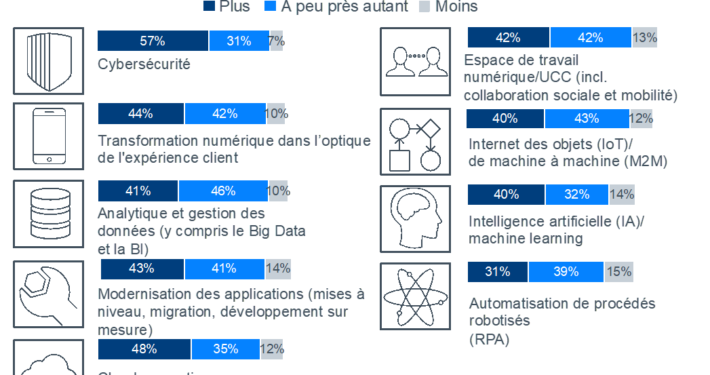 Plus A peu près autant Moins
57% 31% 7%
Cybersécurité
44% 42% 10%
Transformation numérique dans l'optique
de l'expérience client
41% 46% 10%
Analytique et gestion des
données (y compris le Big Data
et la BI)
43% 41% 14%
Modernisation des applications (mises à
niveau, migration, développement sur
mesure)
48% 35% 12%
42% 42% 13%
Espace de travail
numérique/UCC (incl.
collaboration sociale et mobilité)
40% 43% 12%
Internet des objets (IoT)/
de machine à machine (M2M)
40% 32% 14%
Intelligence artificielle (IA)/
machine learning
31% 39% 15%
Automatisation de procédés
robotisés
(RPA)